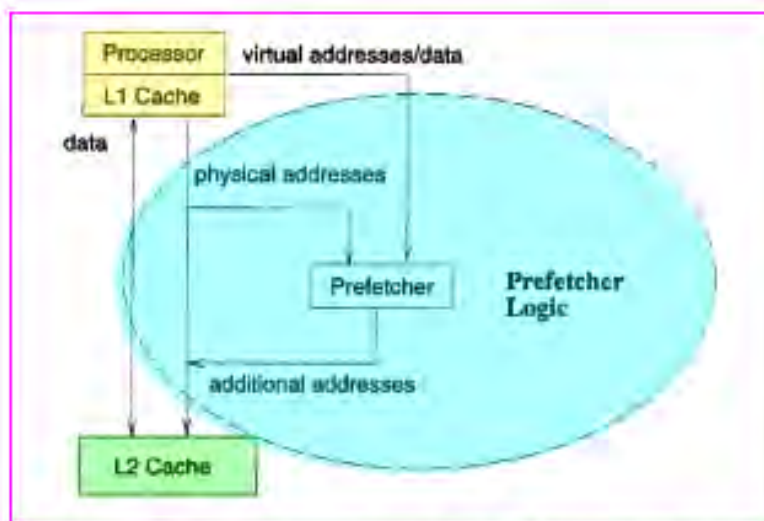 Processor
virtual addresses/data
L1 Cache
data
physical addresses
Prefetcher
Prefetcher
Logic
additional addresses
L2 Cache